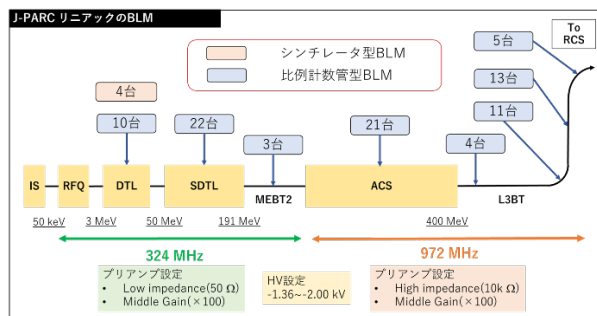 J-PARC リニアックのBLM
To
RCS
シンチレータ型BLM
比例計数管型BLM
5台
13台
11台
4台
10台
22台
3台
21台
4台
IS
RFQ
DTL
SDTL
MEBT2
ACS
L3BT
50 keV
3 MeV
50 MeV
191 MeV
400 MeV
324 MHz
972 MHz
プリアンプ設定
• Low impedance(50 Ω)
• Middle Gain(×100)
HV設定
-1.36~-2.00 kV
プリアンプ設定
• High impedance(10k Ω)
• Middle Gain(×100)